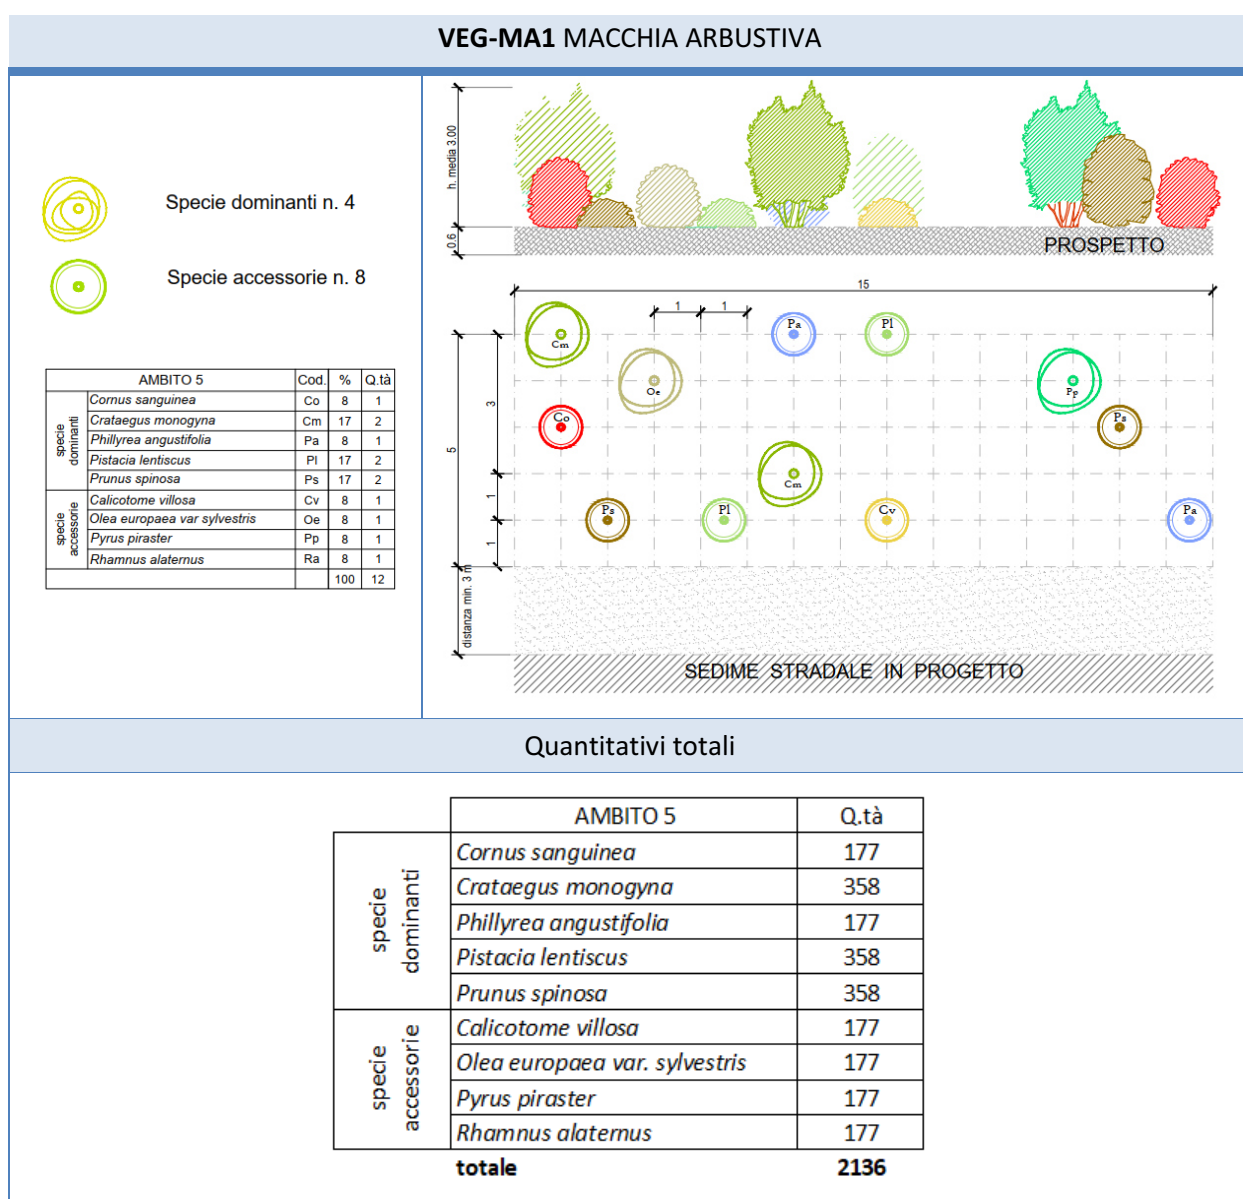 VEG-MA1 MACCHIA ARBUSTIVA
Specie dominanti n. 4
Specie accessorie n. 8
AMBITO 5 Cod. % Q.tà
specie dominanti
Cornus sanguinea Co 8 1
Crataegus monogyna Cm 17 2
Phillyrea angustifolia Pa 8 1
Pistacia lentiscus Pl 17 2
Prunus spinosa Ps 17 2
specie accessorie
Calicotome villosa Cv 8 1
Olea europaea var sylvestris Oe 8 1
Pyrus piraster Pp 8 1
Rhamnus alaternus Ra 8 1
100 12
h. media 3.00
0.6
PROSPETTO
15
1 1
Cm Pa Pl
Oe Pp
Co Ps
Cm
Ps Pl Cv Pa
5
3
1
1
distanza min. 3 m
SEDIME STRADALE IN PROGETTO
Quantitativi totali
AMBITO 5 Q.tà
specie dominanti
Cornus sanguinea 177
Crataegus monogyna 358
Phillyrea angustifolia 177
Pistacia lentiscus 358
Prunus spinosa 358
specie accessorie
Calicotome villosa 177
Olea europaea var. sylvestris 177
Pyrus piraster 177
Rhamnus alaternus 177
totale 2136